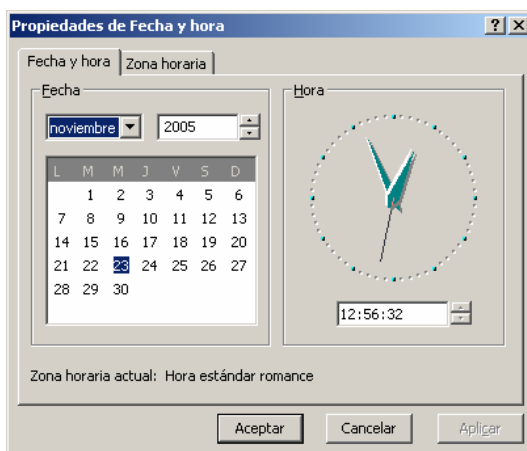 Propiedades de Fecha y hora
Fecha y hora Zona horaria
Fecha
noviembre 2005
L M M J V S D
1 2 3 4 5 6
7 8 9 10 11 12 13
14 15 16 17 18 19 20
21 22 23 24 25 26 27
28 29 30
Hora
12:56:32
Zona horaria actual: Hora estándar romance
Aceptar Cancelar Aplicar